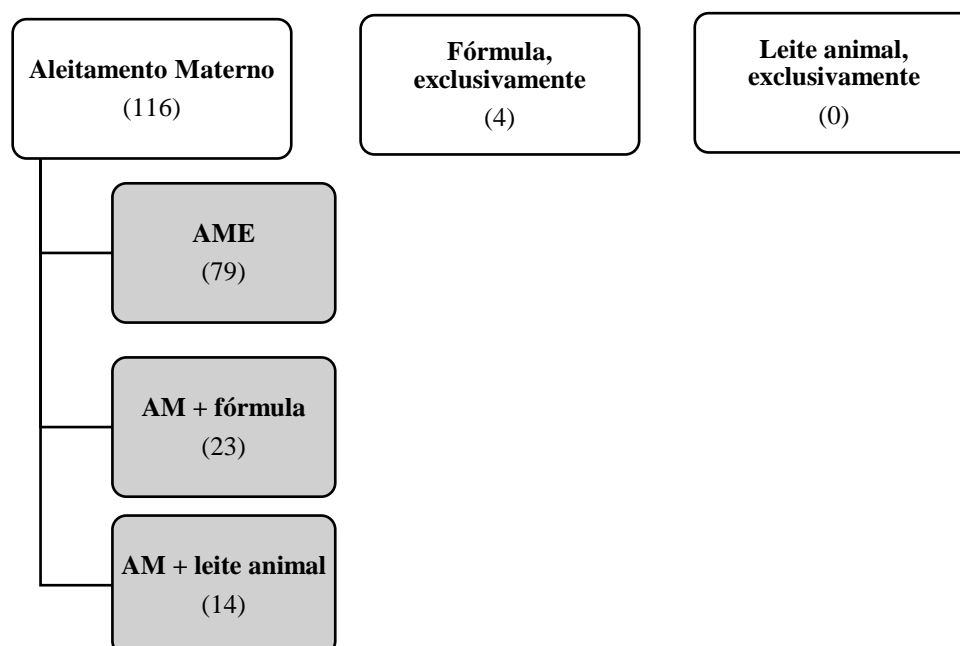 Aleitamento Materno
(116)
Fórmula,
exclusivamente
(4)
Leite animal,
exclusivamente
(0)
AME
(79)
AM + fórmula
(23)
AM + leite animal
(14)